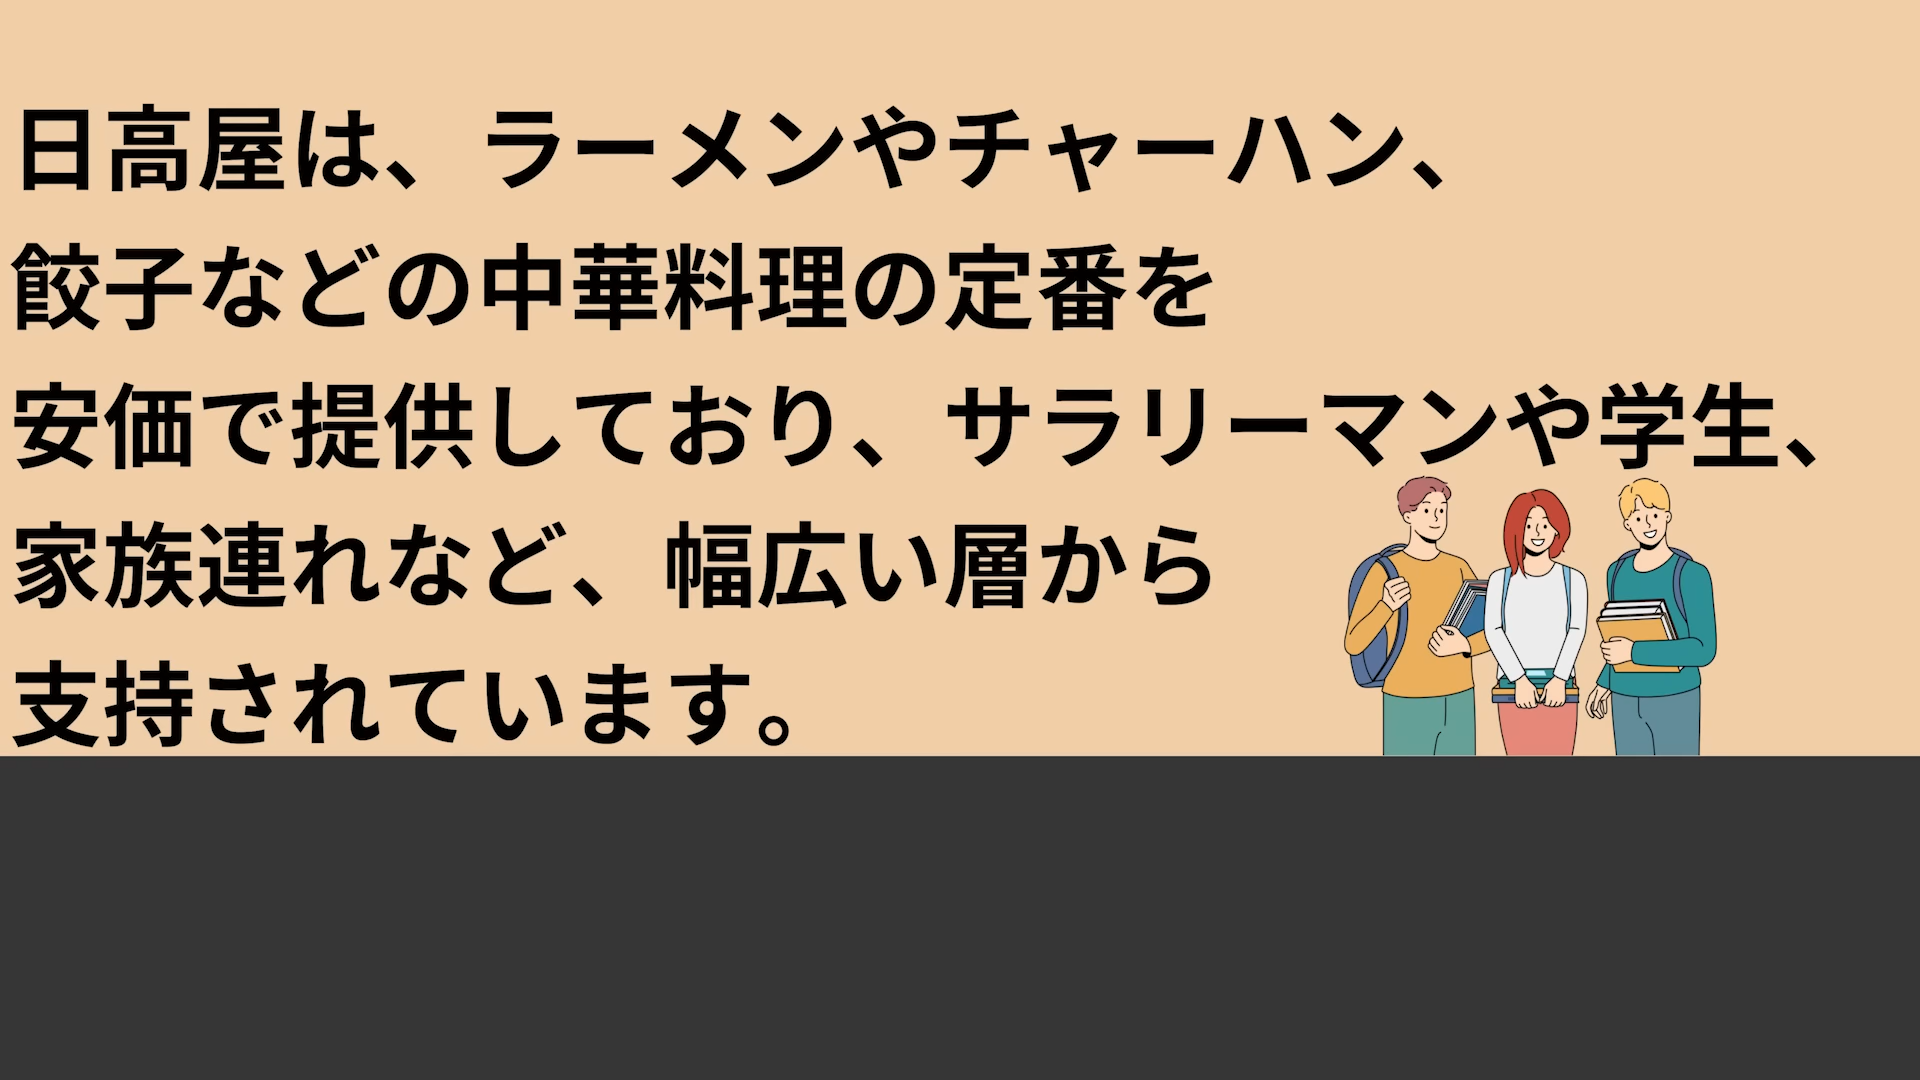 日高屋は、ラーメンやチャーハン、
餃子などの中華料理の定番を
安価で提供しており、サラリーマンや学生、
家族連れなど、幅広い層から
支持されています。